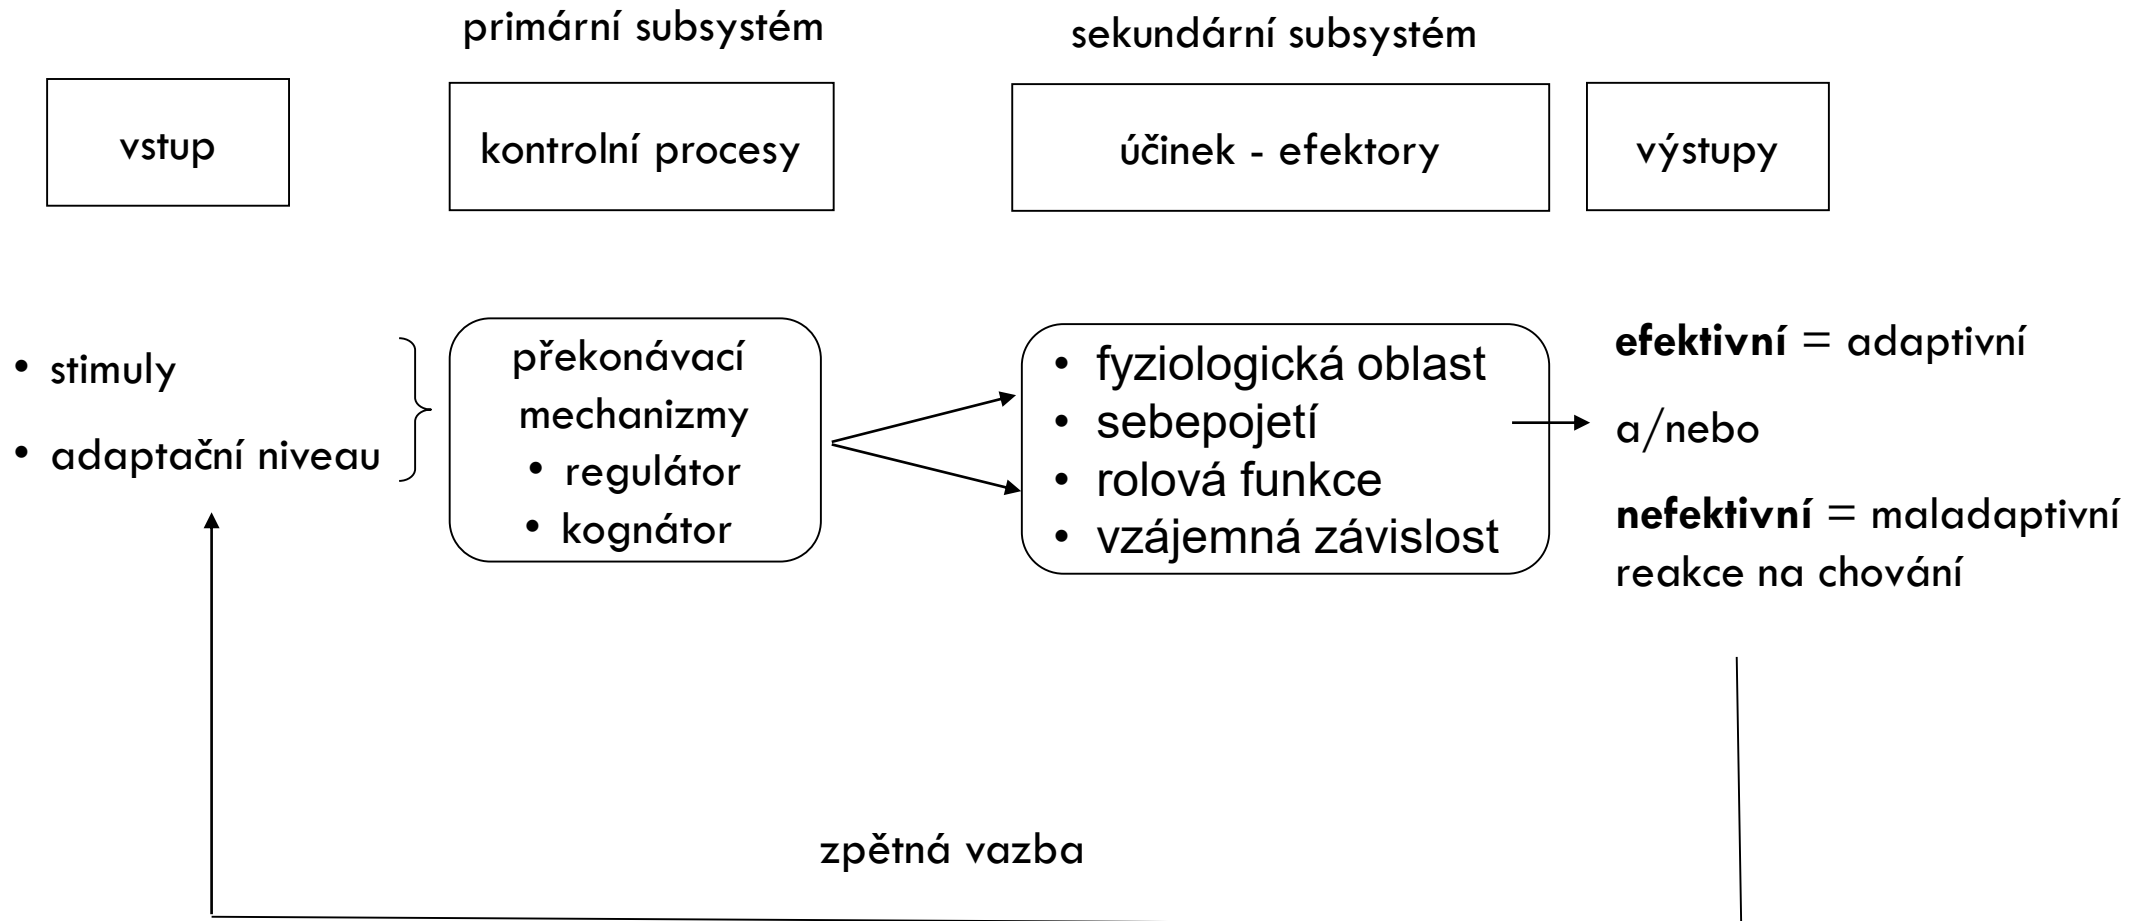 primární subsystém
sekundární subsystém
vstup
kontrolní procesy
účinek - efektory
výstupy
• stimuly
• adaptační niveau
překonávací
mechanizmy
• regulátor
• kognátor
• fyziologická oblast
• sebepojetí
• rolová funkce
• vzájemná závislost
efektivní = adaptivní
a/nebo
nefektivní = maladaptivní
reakce na chování
zpětná vazba